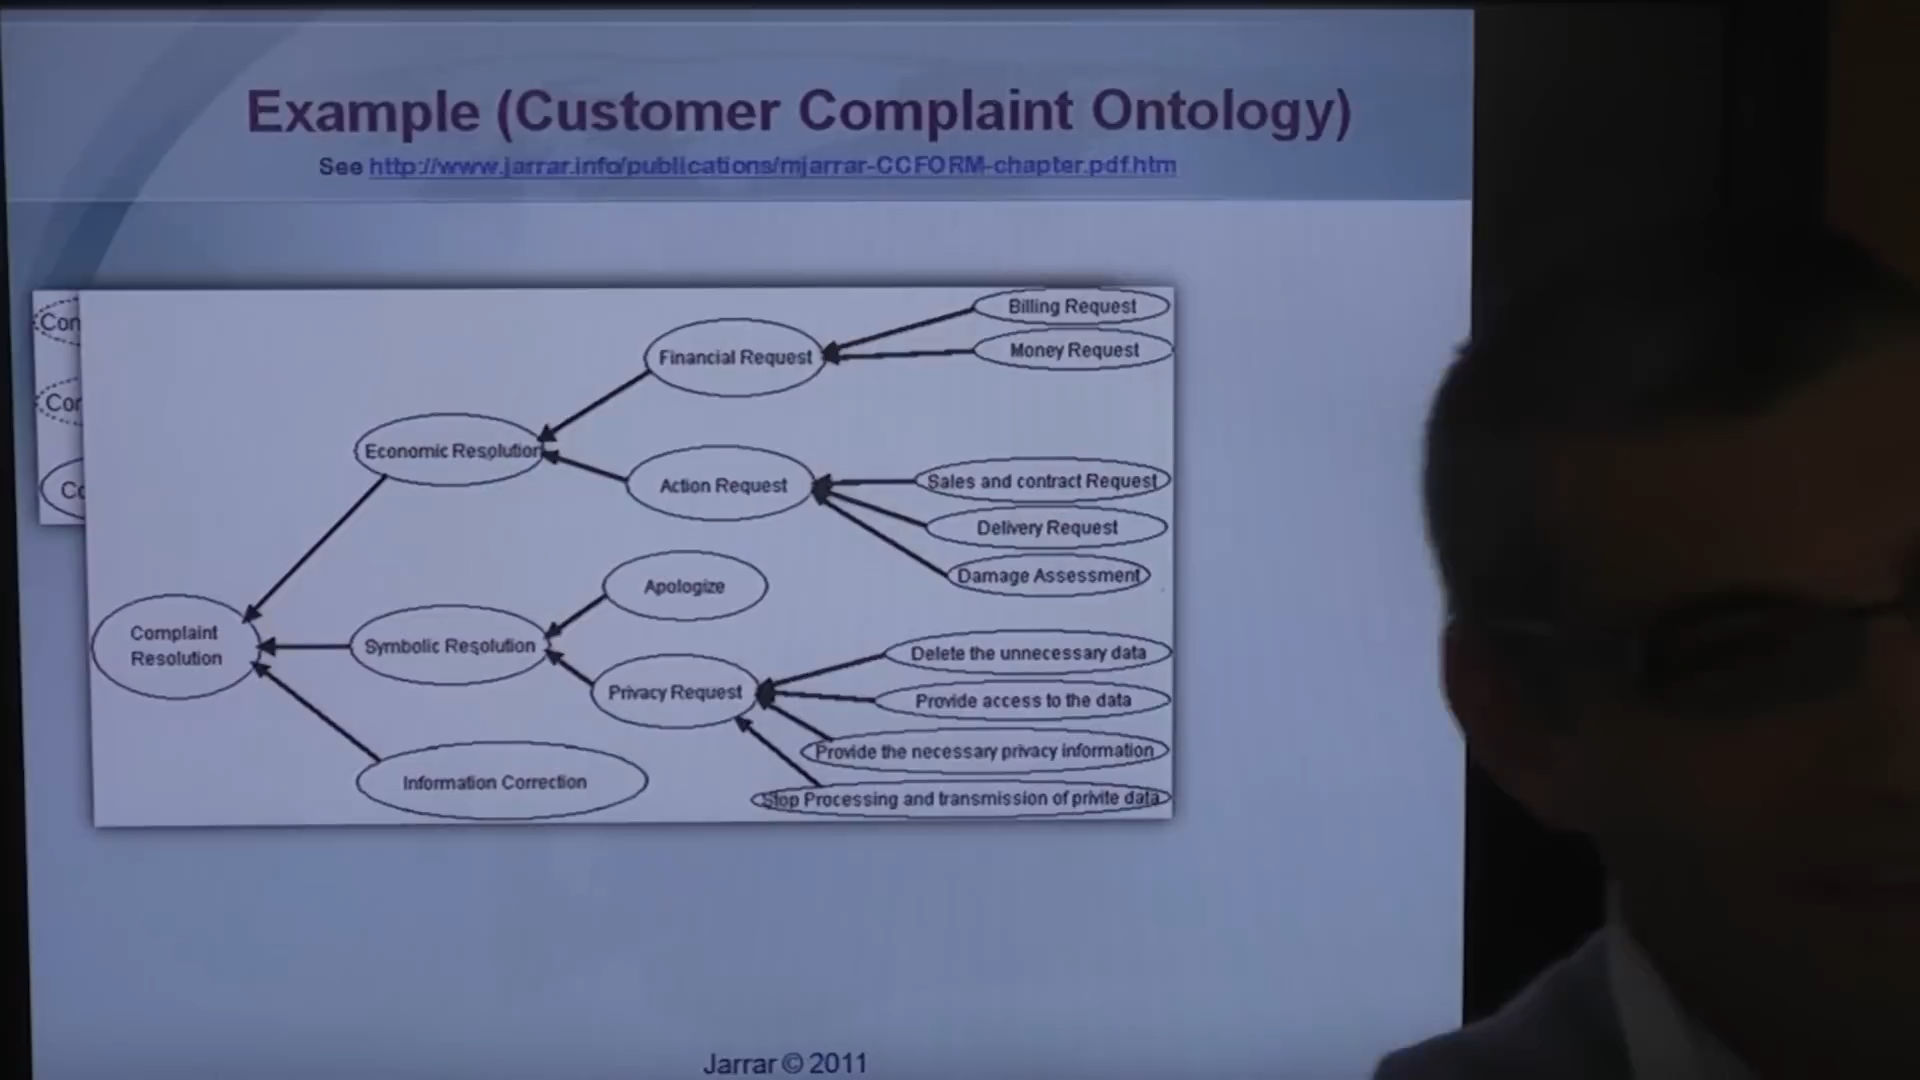 Example (Customer Complaint Ontology)
See http://www.jarrar.info/publications/mjarrar-CCFORM-chapter.pdf.htm
Billing Request
Money Request
Financial Request
Economic Resolution
Action Request
Sales and contract Request
Delivery Request
Damage Assessment
Apologize
Complaint
Resolution
Symbolic Resolution
Privacy Request
Delete the unnecessary data
Provide access to the data
Provide the necessary privacy information
Stop Processing and transmission of privite data
Information Correction
Jarrar © 2011